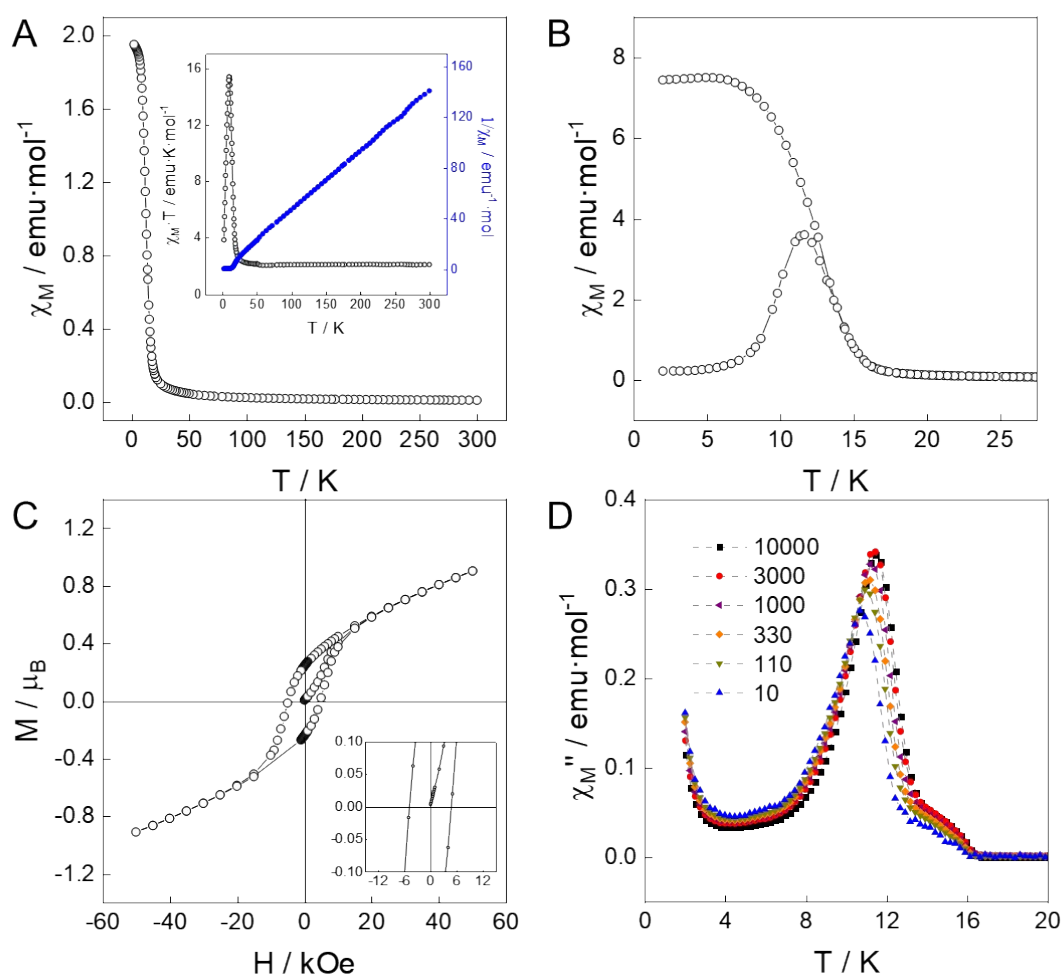 A
χM / emu·mol-1
2.0
1.6
1.2
0.8
0.4
0.0
0 50 100 150 200 250 300
T / K
χM·T / emu·K·mol-1
16
12
8
4
0
160
120
80
40
0
1/χM / emu-1·mol
0 50 100 150 200 250 300
T / K
B
χM / emu·mol-1
8
6
4
2
0
0 5 10 15 20 25
T / K
C
M / μB
1.2
0.8
0.4
0.0
-0.4
-0.8
-1.2
-60 -40 -20 0 20 40 60
H / kOe
0.10
0.05
0.00
-0.05
-0.10
-12 -6 0 6 12
D
χM" / emu·mol-1
0.4
0.3
0.2
0.1
0.0
10000
3000
1000
330
110
10
0 4 8 12 16 20
T / K